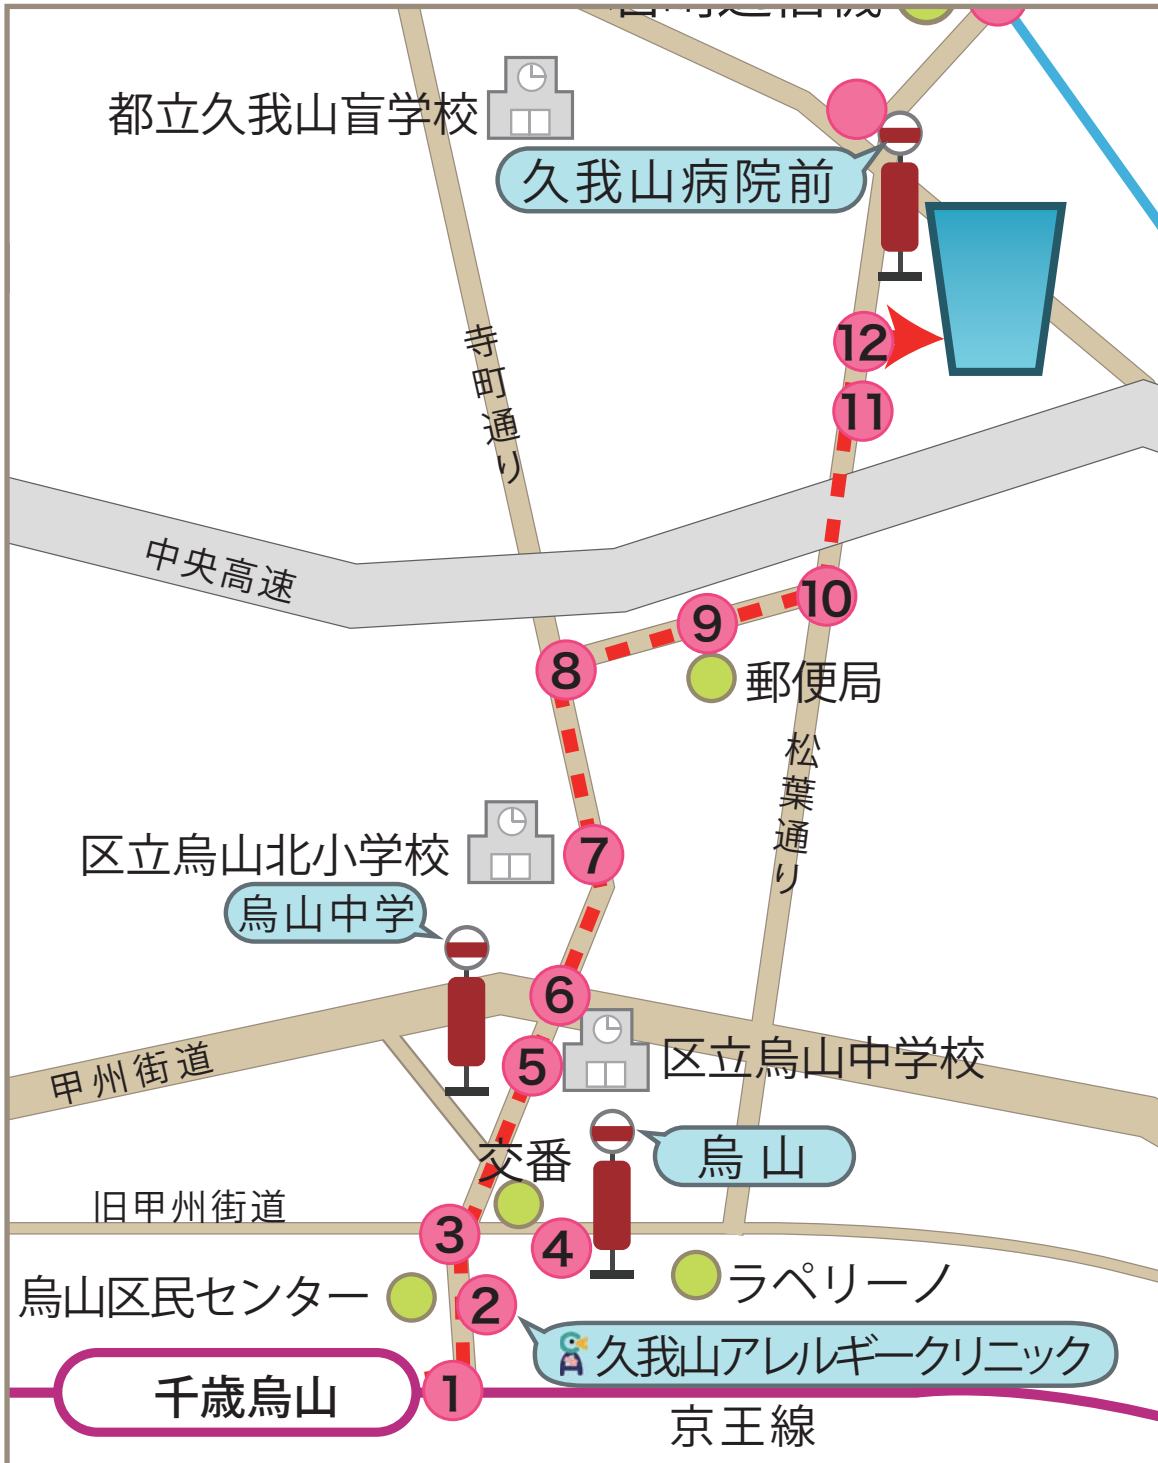 都立久我山盲学校
久我山病院前
寺町通り
12
11
中央高速
10
9
8
郵便局
松葉通り
区立烏山北小学校
7
烏山中学
6
5
区立烏山中学校
甲州街道
交番
烏山
旧甲州街道
3
4
烏山区民センター
2
ラペリーノ
久我山アレルギークリニック
千歳烏山
1
京王線